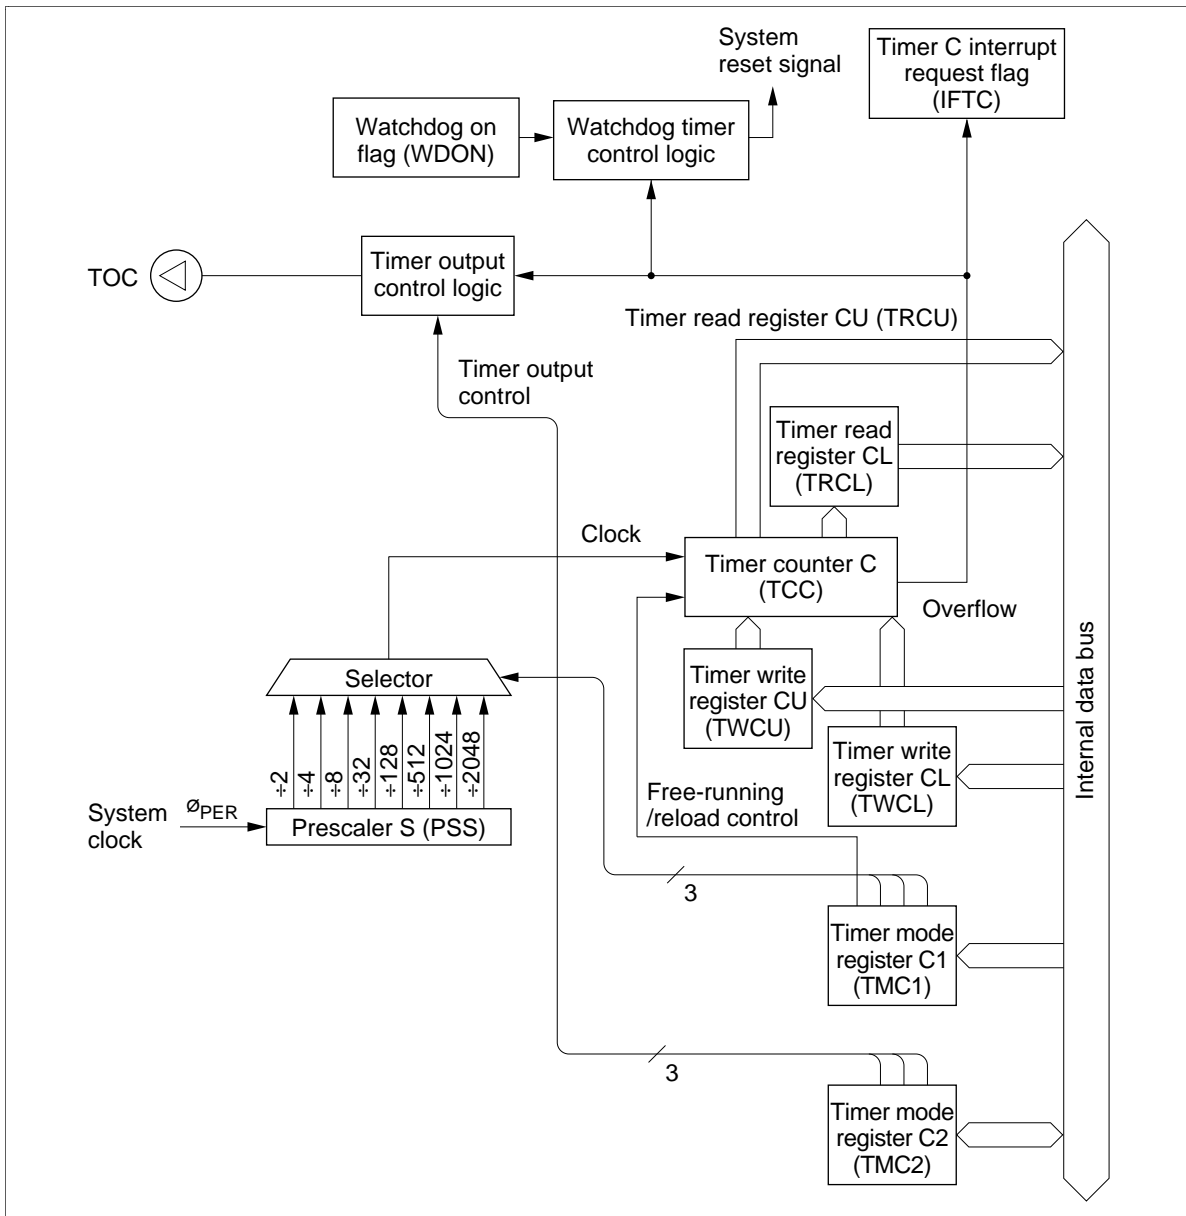 System
reset signal
Timer C interrupt
request flag
(IFTC)
Watchdog on
flag (WDON)
Watchdog timer
control logic
TOC
Timer output
control logic
Timer read register CU (TRCU)
Timer output
control
Timer read
register CL
(TRCL)
Clock
Timer counter C
(TCC)
Overflow
Internal data bus
Selector
Timer write
register CU
(TWCU)
Timer write
register CL
(TWCL)
÷2
÷4
÷8
÷32
÷128
÷512
÷1024
÷2048
System
clock
øPER
Prescaler S (PSS)
Free-running
/reload control
3
Timer mode
register C1
(TMC1)
3
Timer mode
register C2
(TMC2)